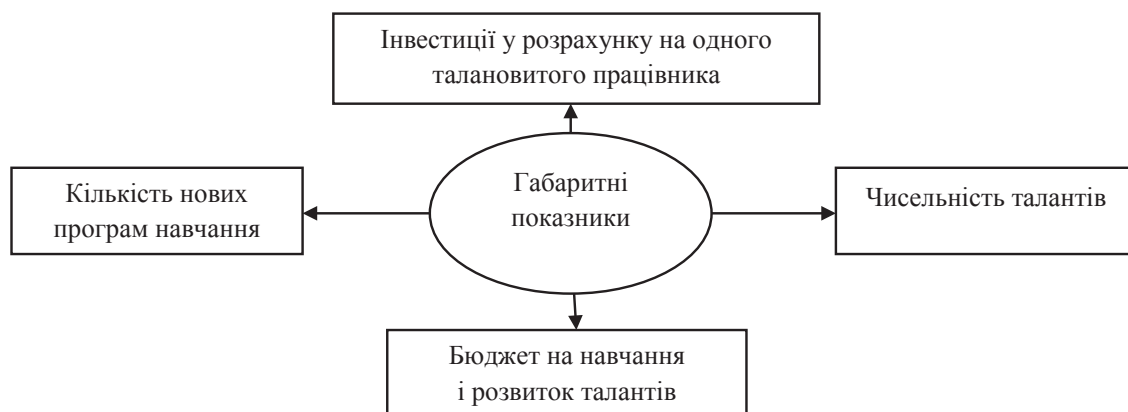 Інвестиції у розрахунку на одного
талановитого працівника
Кількість нових
програм навчання
Габаритні
показники
Чисельність талантів
Бюджет на навчання
і розвиток талантів